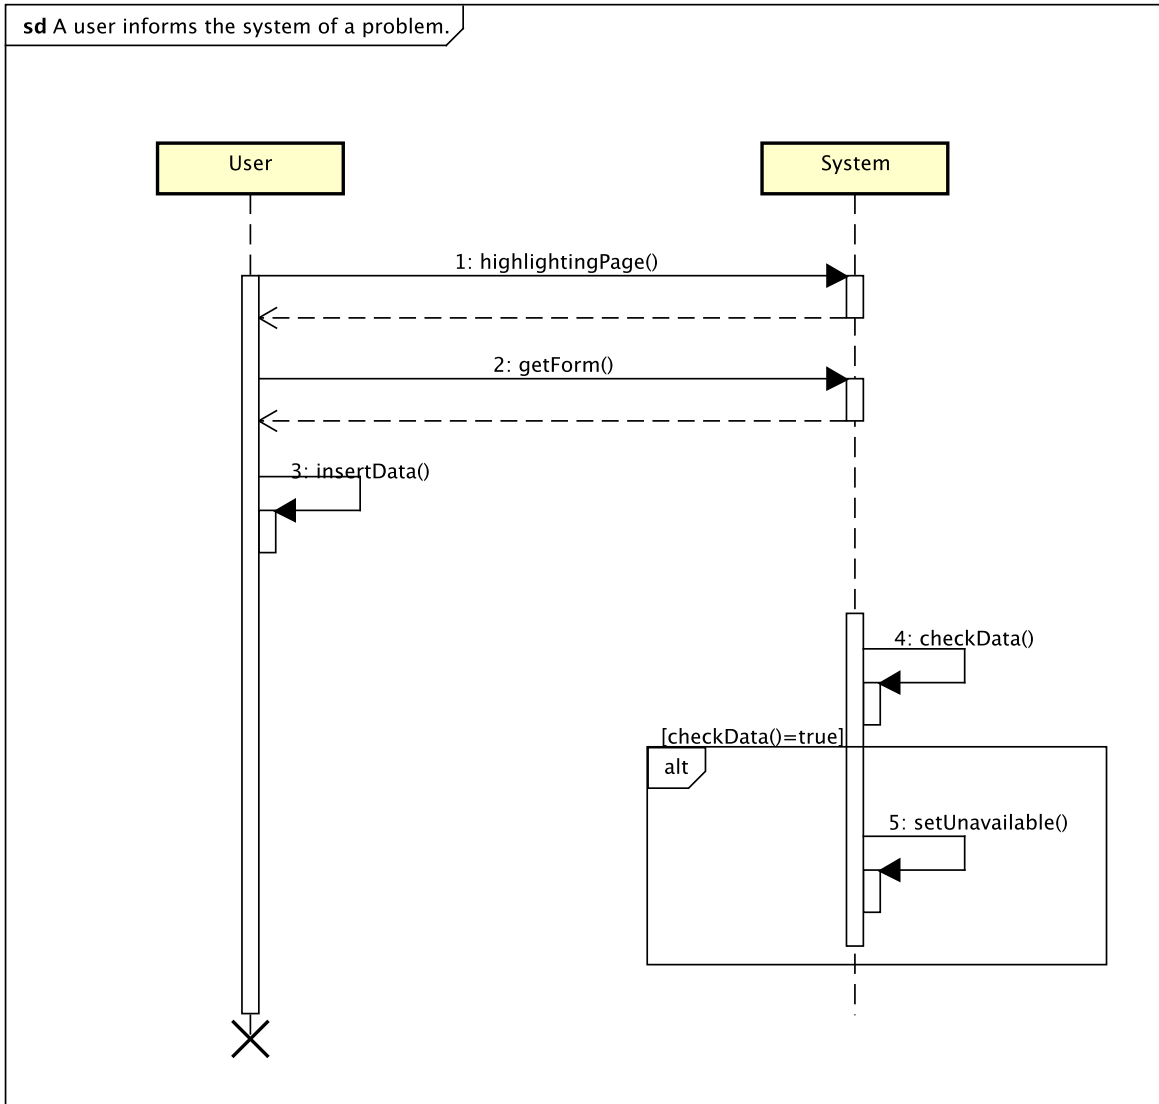 sd A user informs the system of a problem.
User
System
1: highlightingPage()
2: getForm()
3: insertData()
4: checkData()
[checkData()=true]
alt
5: setUnavailable()